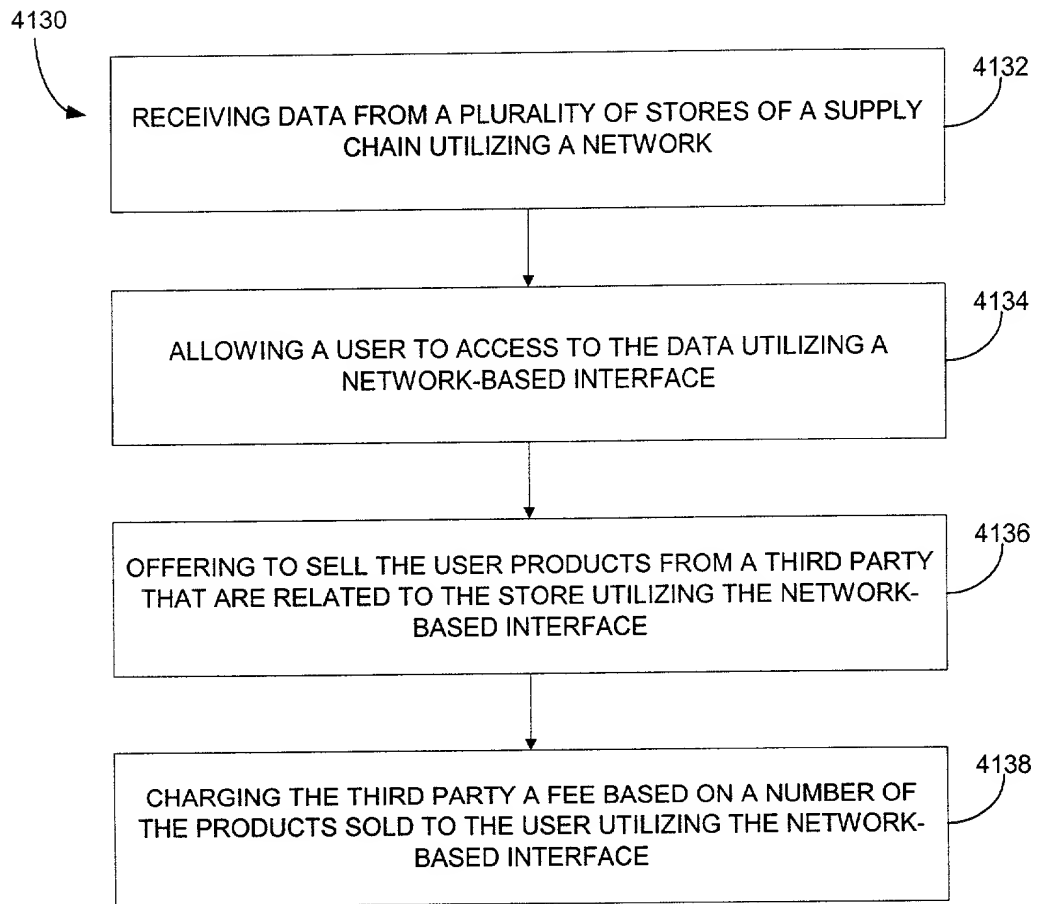 4130
4132
RECEIVING DATA FROM A PLURALITY OF STORES OF A SUPPLY
CHAIN UTILIZING A NETWORK
4134
ALLOWING A USER TO ACCESS TO THE DATA UTILIZING A
NETWORK-BASED INTERFACE
4136
OFFERING TO SELL THE USER PRODUCTS FROM A THIRD PARTY
THAT ARE RELATED TO THE STORE UTILIZING THE NETWORK-
BASED INTERFACE
4138
CHARGING THE THIRD PARTY A FEE BASED ON A NUMBER OF
THE PRODUCTS SOLD TO THE USER UTILIZING THE NETWORK-
BASED INTERFACE